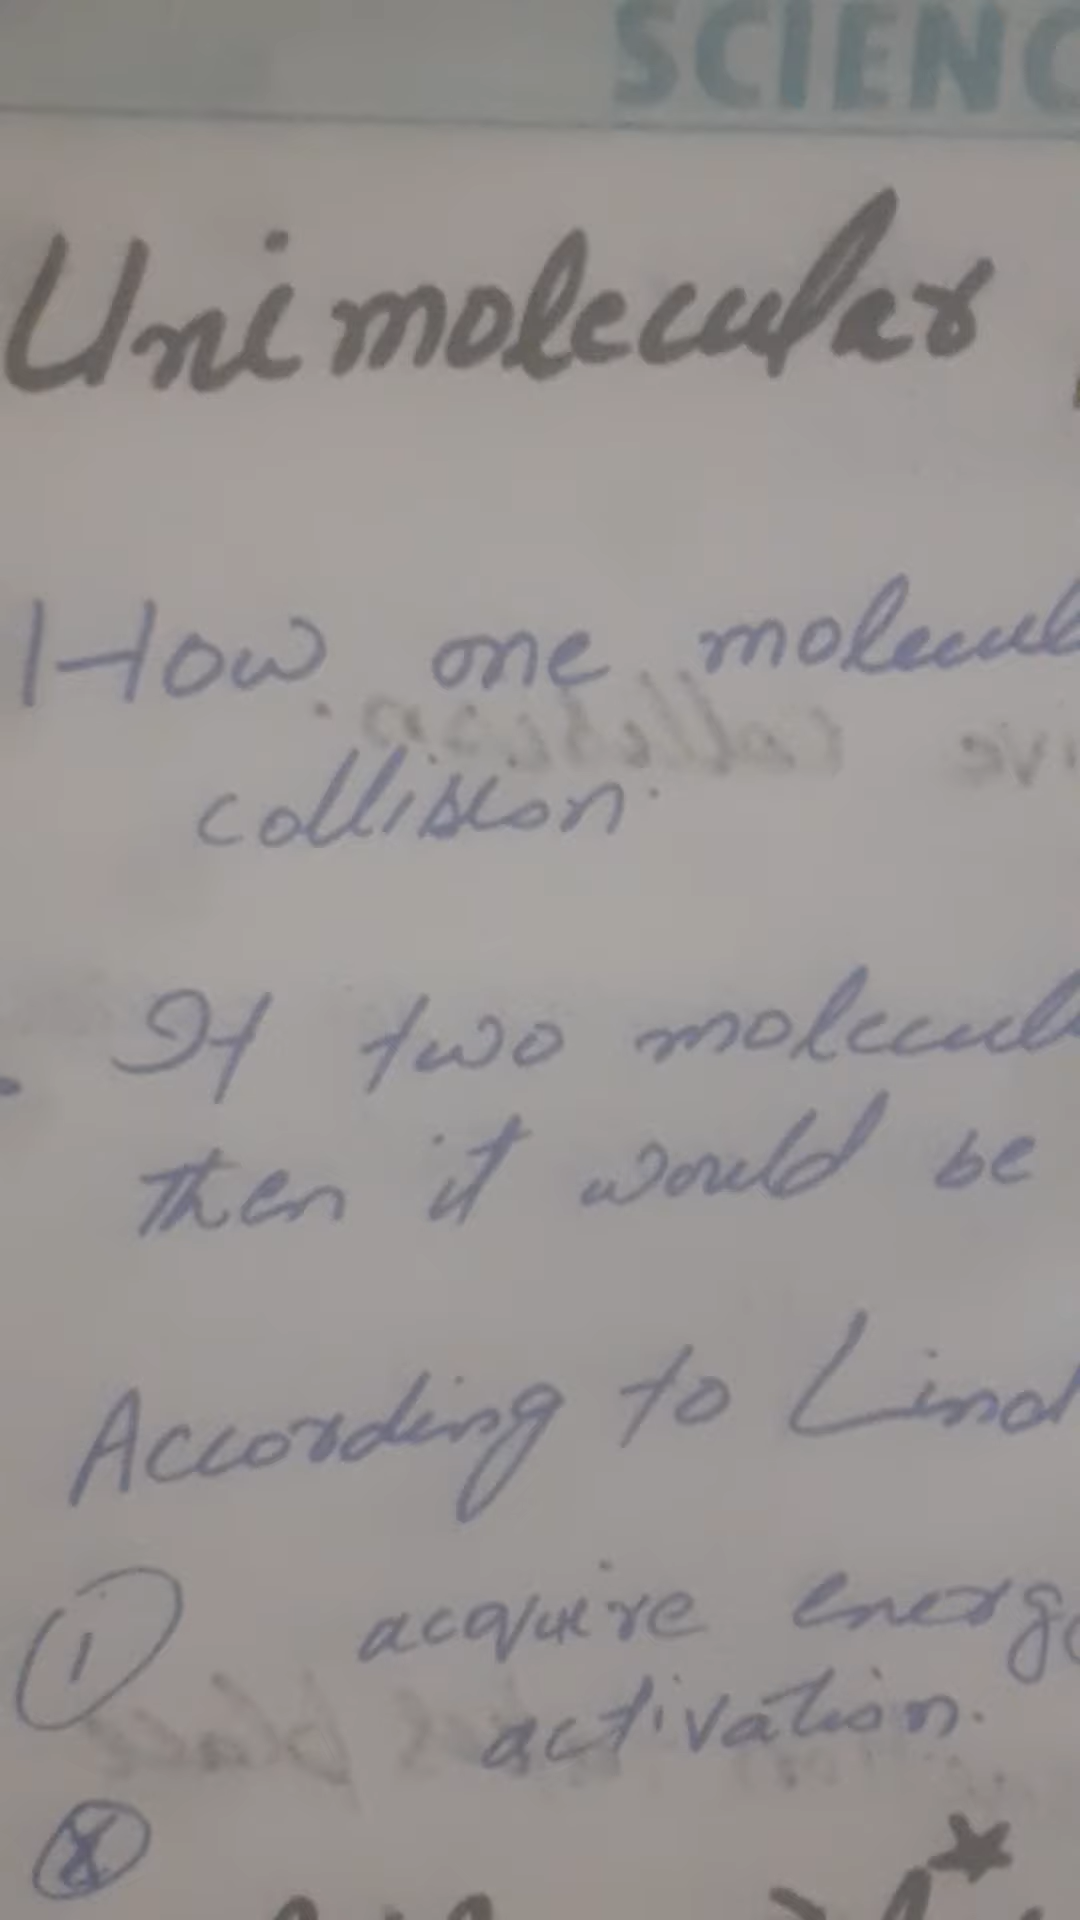 SCIENC
Unimolecular
How one molecul
collision.
If two molecul
then it would be
According to Lind
1 acquire energ
activation.